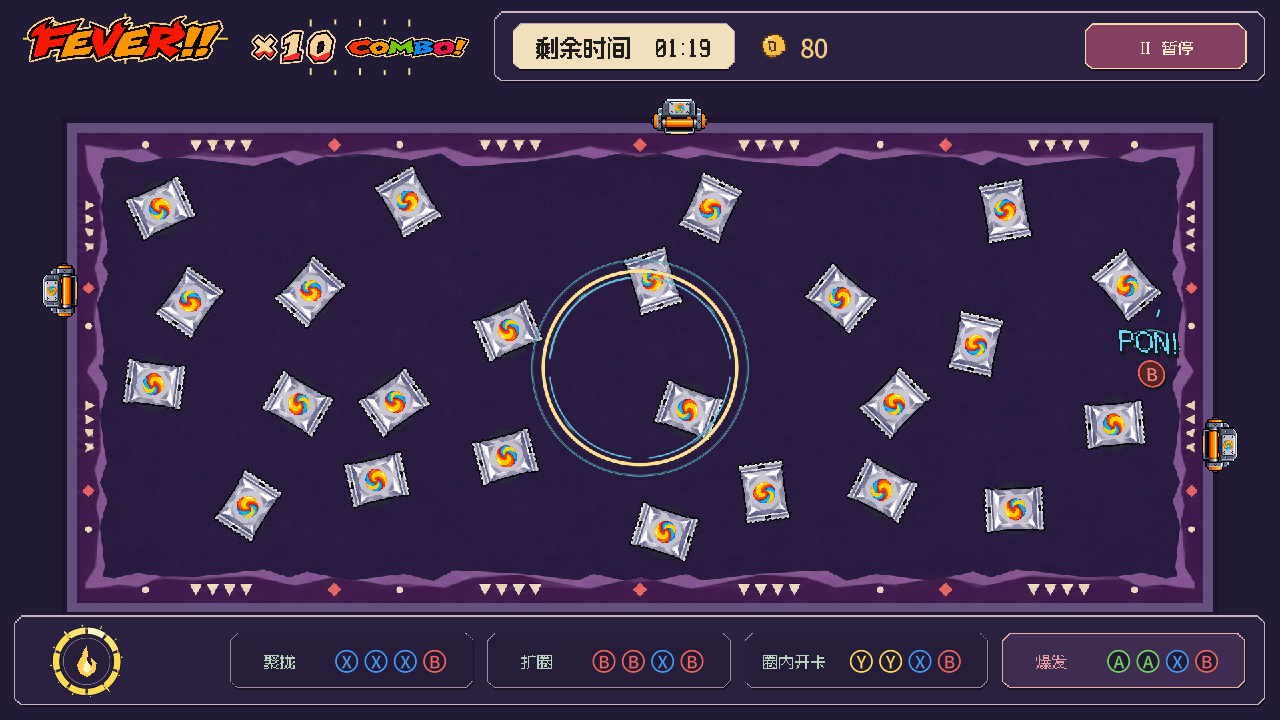 FEVER!!
×10 COMBO!
剩余时间 01:19
80
II 暂停
PON!
B
聚拢 X X X B
扩圈 B B X B
圈内开卡 Y Y X B
爆发 A A X B